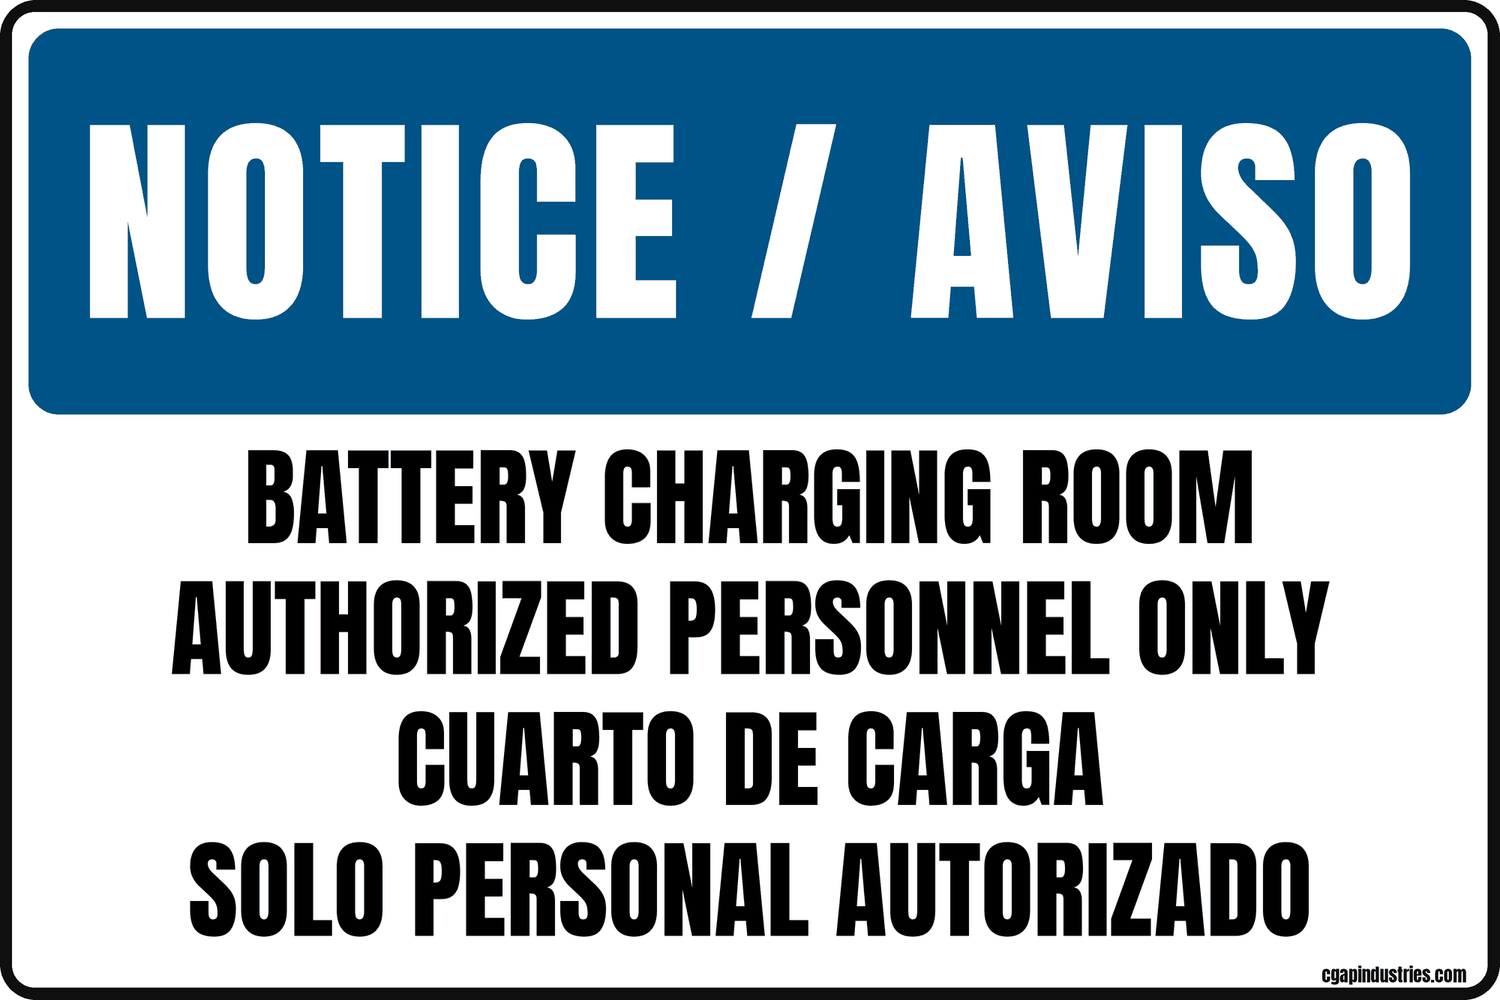 NOTICE / AVISO
BATTERY CHARGING ROOM
AUTHORIZED PERSONNEL ONLY
CUARTO DE CARGA
SOLO PERSONAL AUTORIZADO
cgapindustries.com